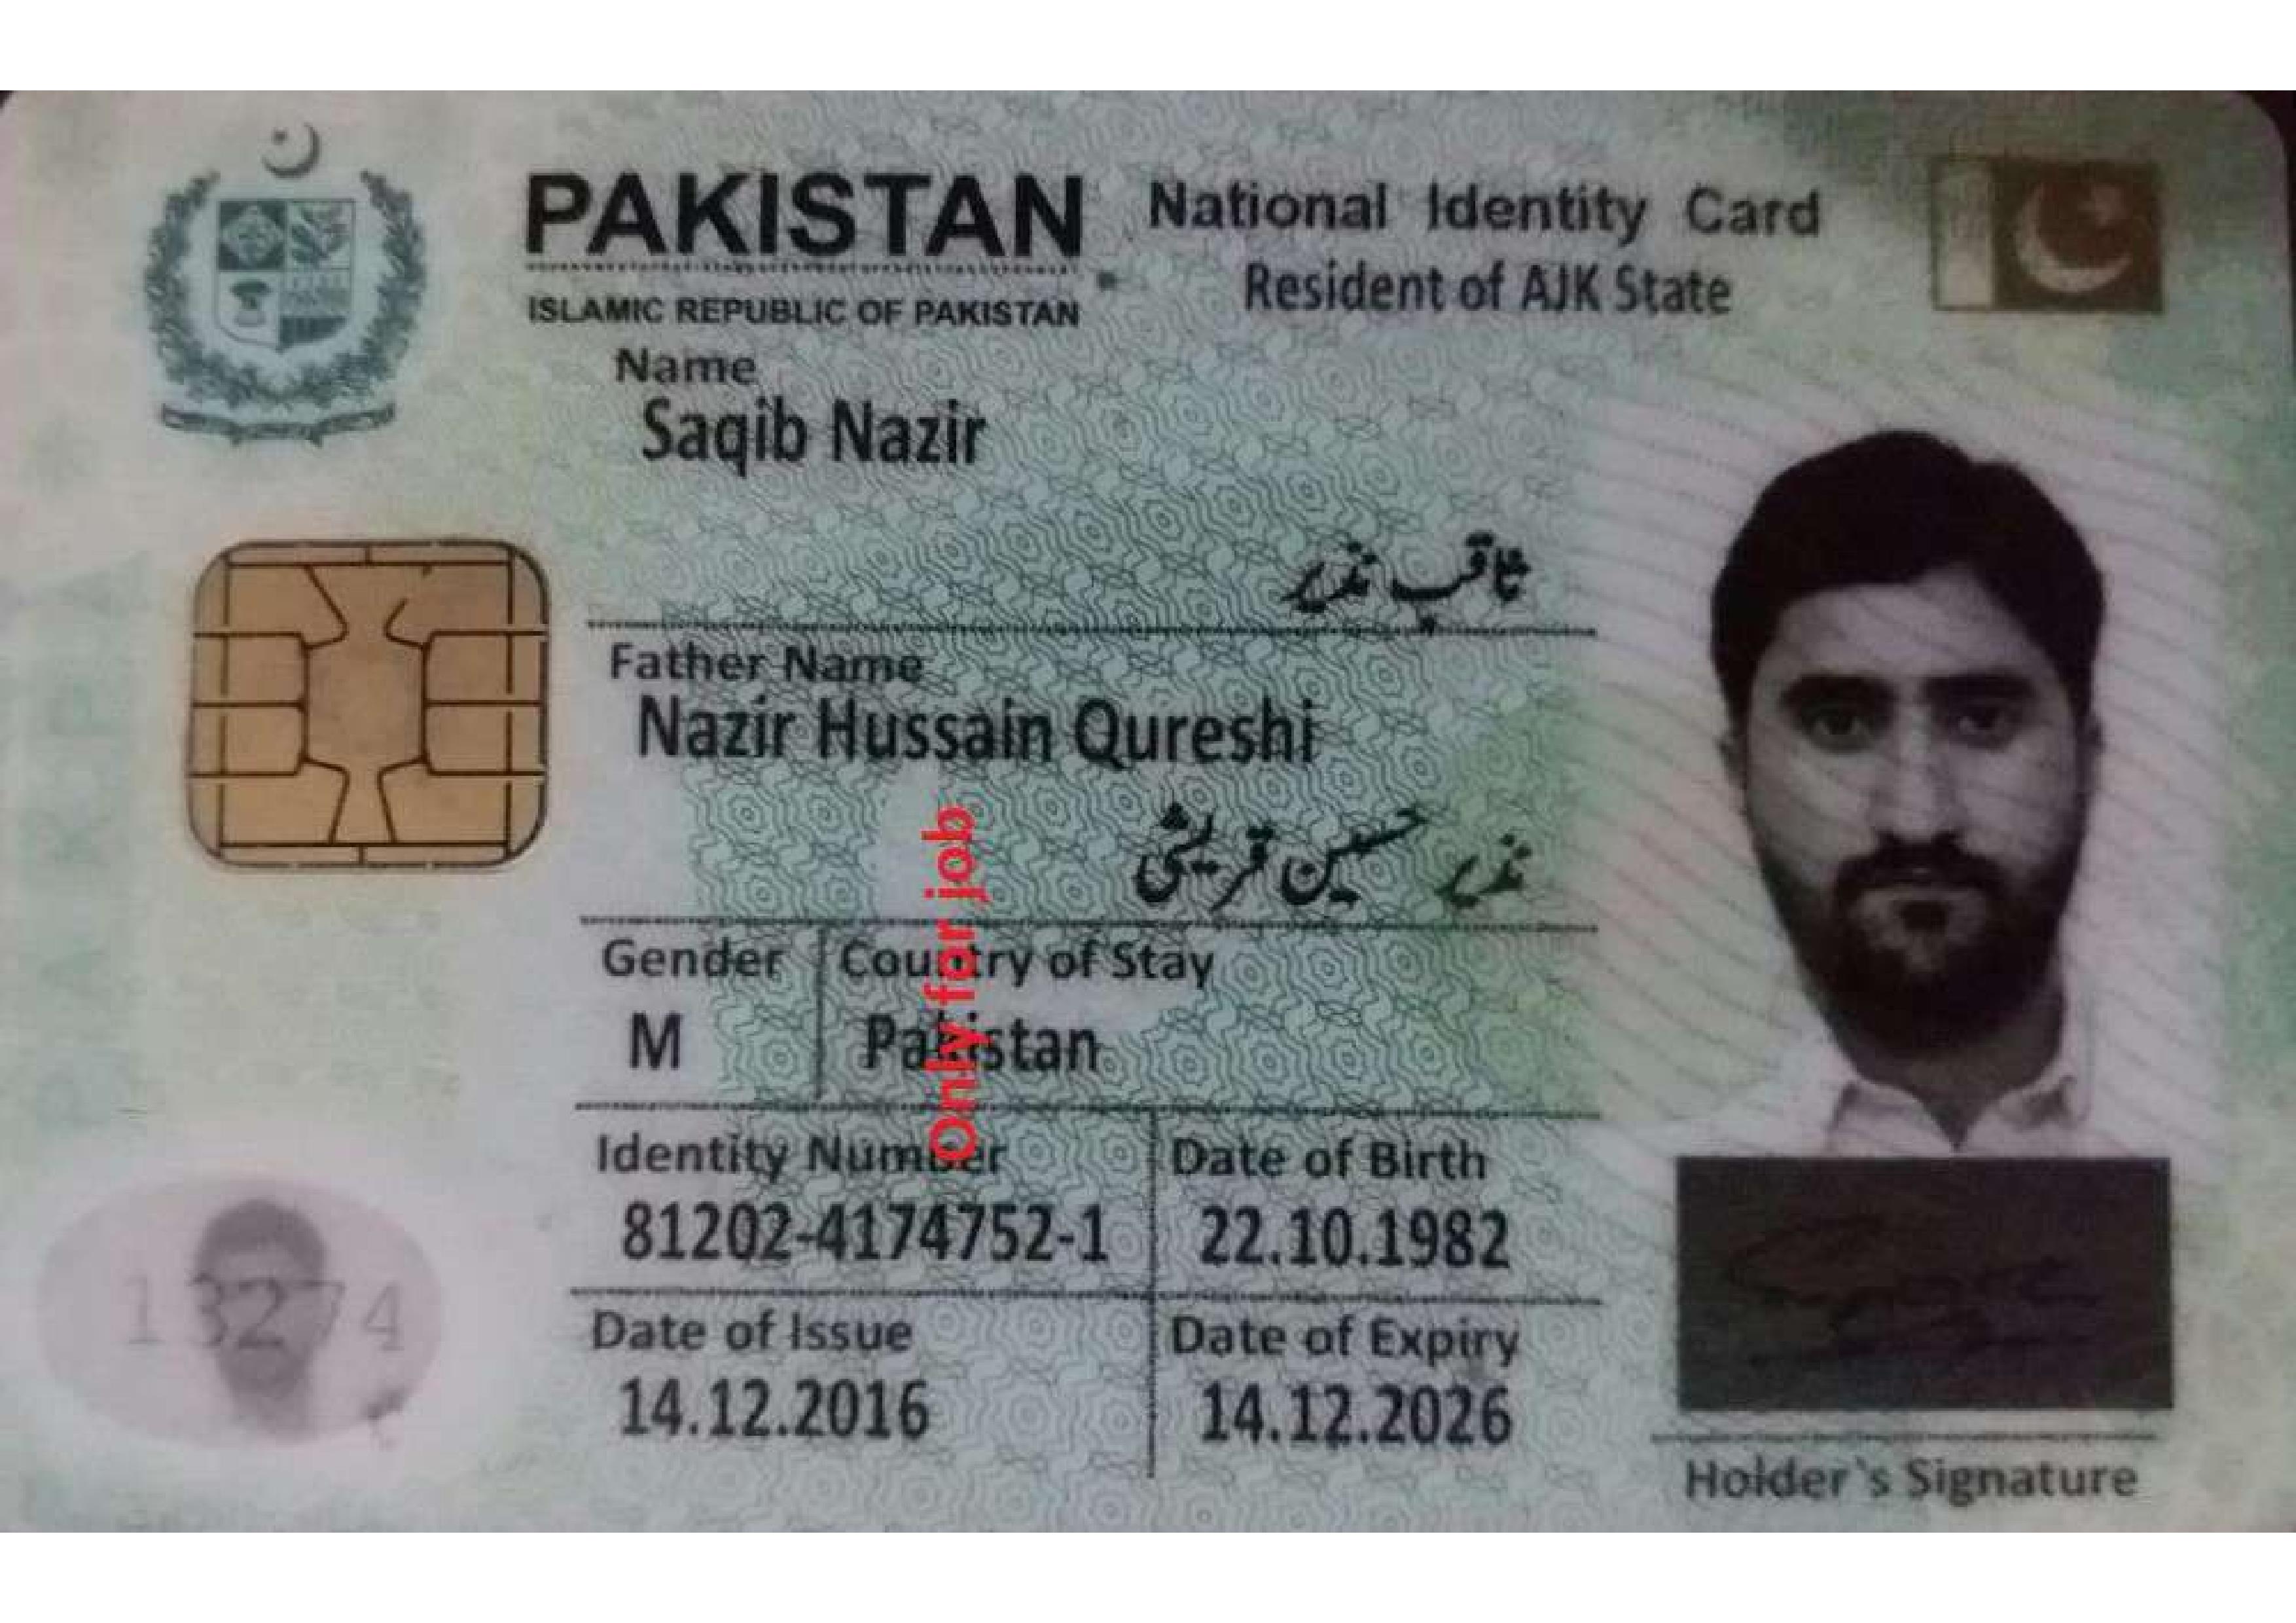 PAKISTAN
National Identity Card
ISLAMIC REPUBLIC OF PAKISTAN
Resident of AJK State
Name
Saqib Nazir
ثاقب نذیر
Father Name
Nazir Hussain Qureshi
نذیر حسین قریشی
Gender
Country of Stay
M
Pakistan
Only for job
Identity Number
Date of Birth
81202-4174752-1
22.10.1982
Date of Issue
Date of Expiry
14.12.2016
14.12.2026
13274
Holder`s Signature